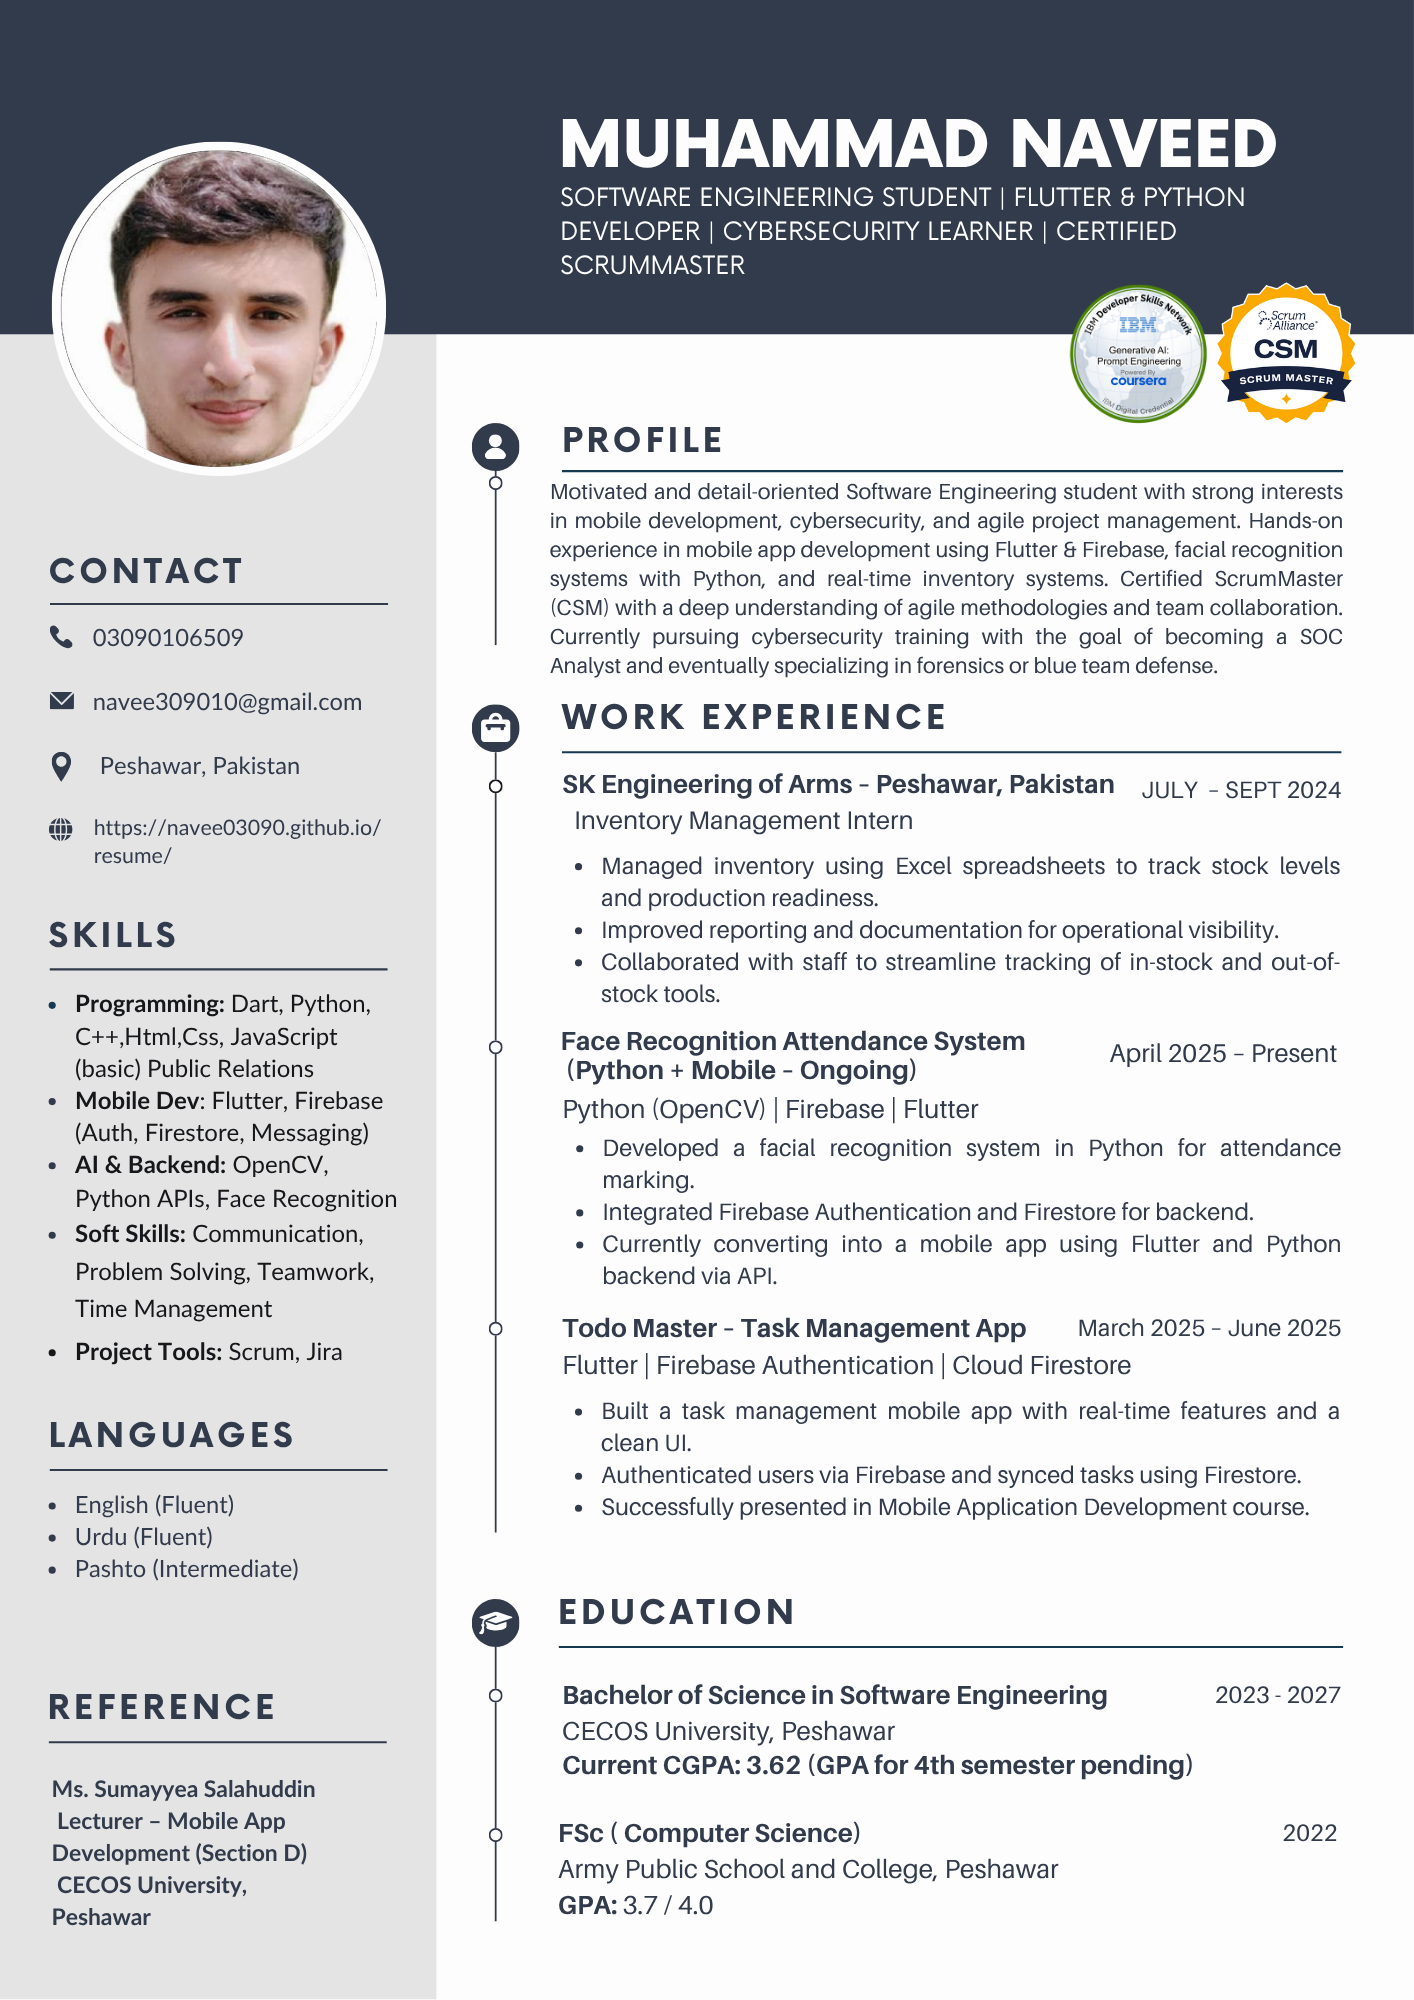 MUHAMMAD NAVEED
SOFTWARE ENGINEERING STUDENT | FLUTTER & PYTHON
DEVELOPER | CYBERSECURITY LEARNER | CERTIFIED
SCRUMMASTER
IBM Developer Skills Network
IBM
Generative AI:
Prompt Engineering
Powered By
coursera
IBM Digital Credential
Scrum
Alliance®
CSM
SCRUM MASTER
CONTACT
03090106509
navee309010@gmail.com
Peshawar, Pakistan
https://navee03090.github.io/
resume/
SKILLS
• Programming: Dart, Python,
C++,Html,Css, JavaScript
(basic) Public Relations
• Mobile Dev: Flutter, Firebase
(Auth, Firestore, Messaging)
• AI & Backend: OpenCV,
Python APIs, Face Recognition
• Soft Skills: Communication,
Problem Solving, Teamwork,
Time Management
• Project Tools: Scrum, Jira
LANGUAGES
• English (Fluent)
• Urdu (Fluent)
• Pashto (Intermediate)
REFERENCE
Ms. Sumayyea Salahuddin
Lecturer – Mobile App
Development (Section D)
CECOS University,
Peshawar
PROFILE
Motivated and detail-oriented Software Engineering student with strong interests
in mobile development, cybersecurity, and agile project management. Hands-on
experience in mobile app development using Flutter & Firebase, facial recognition
systems with Python, and real-time inventory systems. Certified ScrumMaster
(CSM) with a deep understanding of agile methodologies and team collaboration.
Currently pursuing cybersecurity training with the goal of becoming a SOC
Analyst and eventually specializing in forensics or blue team defense.
WORK EXPERIENCE
SK Engineering of Arms – Peshawar, Pakistan JULY – SEPT 2024
Inventory Management Intern
• Managed inventory using Excel spreadsheets to track stock levels
and production readiness.
• Improved reporting and documentation for operational visibility.
• Collaborated with staff to streamline tracking of in-stock and out-of-
stock tools.
Face Recognition Attendance System
(Python + Mobile – Ongoing) April 2025 – Present
Python (OpenCV) | Firebase | Flutter
• Developed a facial recognition system in Python for attendance
marking.
• Integrated Firebase Authentication and Firestore for backend.
• Currently converting into a mobile app using Flutter and Python
backend via API.
Todo Master – Task Management App March 2025 – June 2025
Flutter | Firebase Authentication | Cloud Firestore
• Built a task management mobile app with real-time features and a
clean UI.
• Authenticated users via Firebase and synced tasks using Firestore.
• Successfully presented in Mobile Application Development course.
EDUCATION
Bachelor of Science in Software Engineering 2023 - 2027
CECOS University, Peshawar
Current CGPA: 3.62 (GPA for 4th semester pending)
FSc ( Computer Science) 2022
Army Public School and College, Peshawar
GPA: 3.7 / 4.0